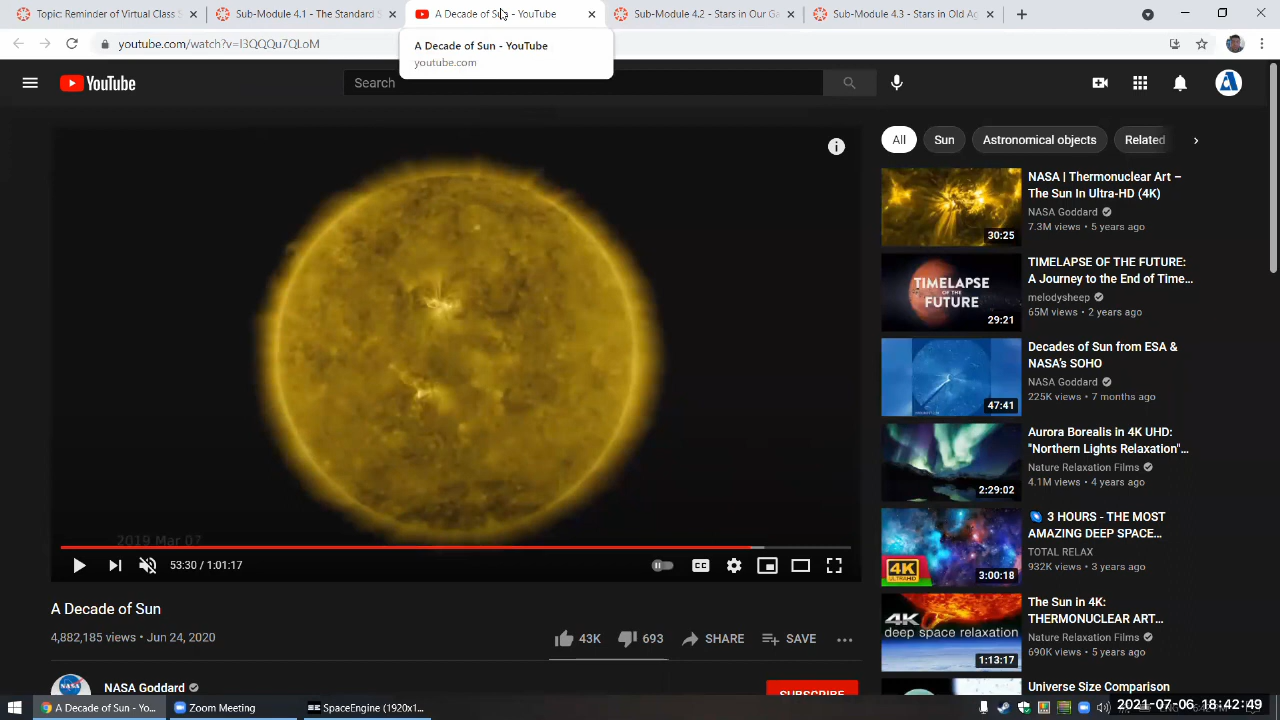 Topic: Reminder of Virtual Class S
Sub-Module 4.1 - The Standard S
A Decade of Sun - YouTube
Sub-Module 4.2 - Stars in Our Ga
Sub-Module 4.3 - Stars in Old Ag
youtube.com/watch?v=l3QQQu7QLoM
A Decade of Sun - YouTube
youtube.com
YouTube
Search
All
Sun
Astronomical objects
Related
NASA | Thermonuclear Art –
The Sun In Ultra-HD (4K)
NASA Goddard
7.3M views • 5 years ago
30:25
TIMELAPSE OF THE FUTURE:
A Journey to the End of Time...
melodysheep
65M views • 2 years ago
TIMELAPSE
OF THE
FUTURE
29:21
Decades of Sun from ESA &
NASA's SOHO
NASA Goddard
225K views • 7 months ago
47:41
Aurora Borealis in 4K UHD:
"Northern Lights Relaxation"...
Nature Relaxation Films
4.1M views • 4 years ago
2:29:02
3 HOURS - THE MOST
AMAZING DEEP SPACE...
TOTAL RELAX
932K views • 3 years ago
4K
ULTRA HD
3:00:18
The Sun in 4K:
THERMONUCLEAR ART...
Nature Relaxation Films
690K views • 5 years ago
4K
deep space relaxation
1:13:17
Universe Size Comparison
2019 Mar 07
53:30 / 1:01:17
CC
A Decade of Sun
4,882,185 views • Jun 24, 2020
43K
693
SHARE
SAVE
NASA
NASA Goddard
SUBSCRIBE
A Decade of Sun - Yo...
Zoom Meeting
SpaceEngine (1920x1...
2021-07-06 18:42:49